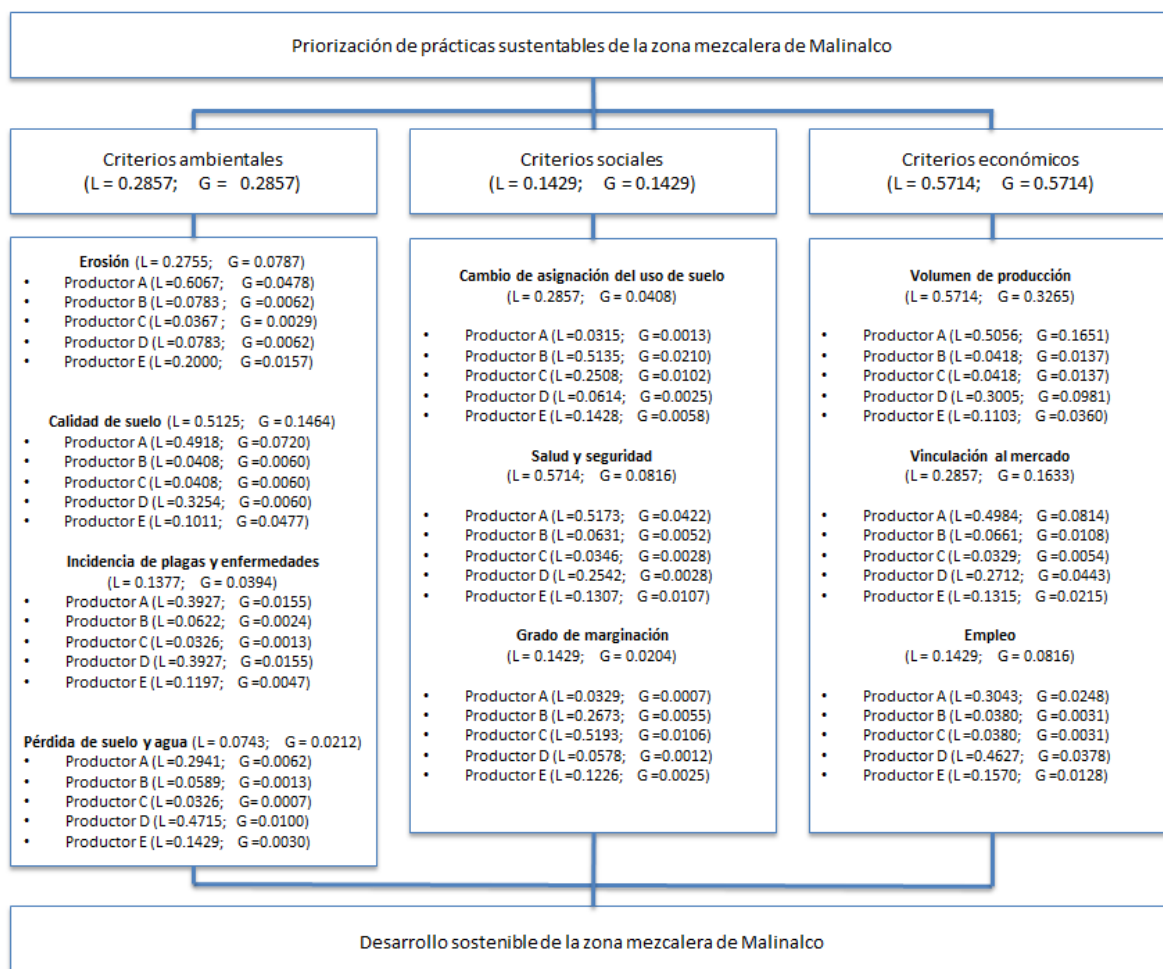 Priorización de prácticas sustentables de la zona mezcalera de Malinalco
Criterios ambientales
(L = 0.2857; G = 0.2857)
Criterios sociales
(L = 0.1429; G = 0.1429)
Criterios económicos
(L = 0.5714; G = 0.5714)
Erosión (L = 0.2755; G = 0.0787)
• Productor A (L =0.6067; G =0.0478)
• Productor B (L =0.0783 ; G =0.0062)
• Productor C (L =0.0367 ; G = 0.0029)
• Productor D (L =0.0783; G =0.0062)
• Productor E (L =0.2000; G =0.0157)
Calidad de suelo (L = 0.5125; G = 0.1464)
• Productor A (L =0.4918; G =0.0720)
• Productor B (L =0.0408; G =0.0060)
• Productor C (L =0.0408; G =0.0060)
• Productor D (L =0.3254; G =0.0060)
• Productor E (L =0.1011; G =0.0477)
Incidencia de plagas y enfermedades
(L = 0.1377; G = 0.0394)
• Productor A (L =0.3927; G =0.0155)
• Productor B (L =0.0622; G =0.0024)
• Productor C (L =0.0326; G =0.0013)
• Productor D (L =0.3927; G =0.0155)
• Productor E (L =0.1197; G =0.0047)
Pérdida de suelo y agua (L = 0.0743; G = 0.0212)
• Productor A (L =0.2941; G =0.0062)
• Productor B (L =0.0589; G =0.0013)
• Productor C (L =0.0326; G= 0.0007)
• Productor D (L =0.4715; G =0.0100)
• Productor E (L =0.1429; G =0.0030)
Cambio de asignación del uso de suelo
(L = 0.2857; G = 0.0408)
• Productor A (L =0.0315; G =0.0013)
• Productor B (L =0.5135; G =0.0210)
• Productor C (L =0.2508; G =0.0102)
• Productor D (L =0.0614; G =0.0025)
• Productor E (L =0.1428; G =0.0058)
Salud y seguridad
(L = 0.5714; G = 0.0816)
• Productor A (L =0.5173; G =0.0422)
• Productor B (L =0.0631; G =0.0052)
• Productor C (L =0.0346; G =0.0028)
• Productor D (L =0.2542; G =0.0028)
• Productor E (L =0.1307; G =0.0107)
Grado de marginación
(L = 0.1429; G = 0.0204)
• Productor A (L =0.0329; G =0.0007)
• Productor B (L =0.2673; G =0.0055)
• Productor C (L =0.5193; G =0.0106)
• Productor D (L =0.0578; G =0.0012)
• Productor E (L =0.1226; G =0.0025)
Volumen de producción
(L = 0.5714; G = 0.3265)
• Productor A (L =0.5056; G =0.1651)
• Productor B (L =0.0418; G =0.0137)
• Productor C (L =0.0418; G =0.0137)
• Productor D (L =0.3005; G =0.0981)
• Productor E (L =0.1103; G =0.0360)
Vinculación al mercado
(L = 0.2857; G = 0.1633)
• Productor A (L =0.4984; G =0.0814)
• Productor B (L =0.0661; G =0.0108)
• Productor C (L =0.0329; G =0.0054)
• Productor D (L =0.2712; G =0.0443)
• Productor E (L =0.1315; G =0.0215)
Empleo
(L = 0.1429; G = 0.0816)
• Productor A (L =0.3043; G =0.0248)
• Productor B (L =0.0380; G =0.0031)
• Productor C (L =0.0380; G =0.0031)
• Productor D (L =0.4627; G =0.0378)
• Productor E (L =0.1570; G =0.0128)
Desarrollo sostenible de la zona mezcalera de Malinalco